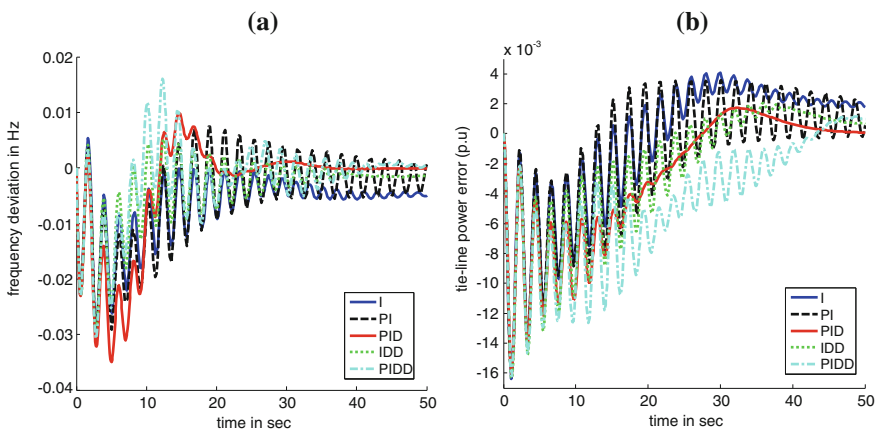 (a)
0.02
0.01
0
-0.01
-0.02
-0.03
-0.04
frequency deviation in Hz
0 10 20 30 40 50
time in sec
I
PI
PID
IDD
PIDD
(b)
x 10⁻³
4
2
0
-2
-4
-6
-8
-10
-12
-14
-16
tie-line power error (p.u)
0 10 20 30 40 50
time in sec
I
PI
PID
IDD
PIDD